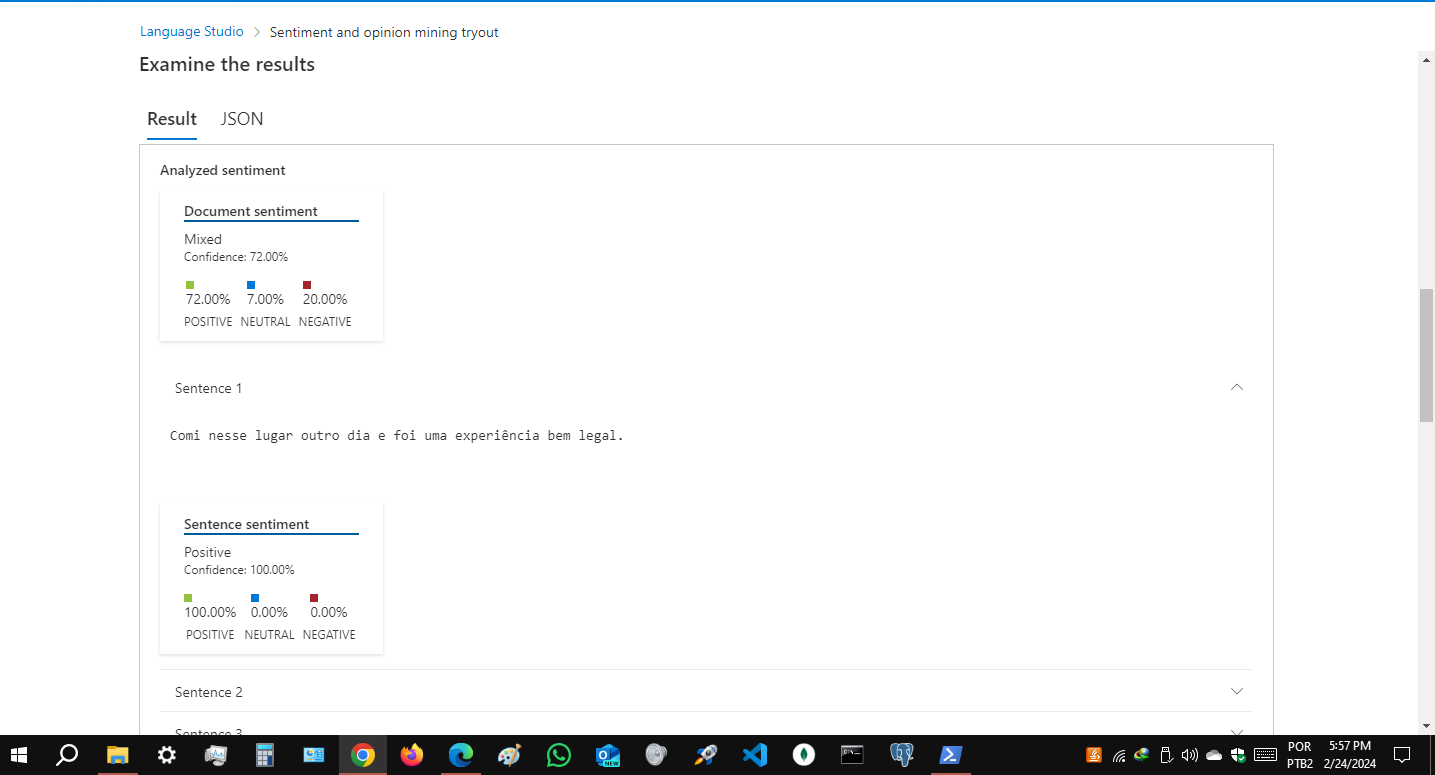 Language Studio > Sentiment and opinion mining tryout
Examine the results
Result JSON
Analyzed sentiment
Document sentiment
Mixed
Confidence: 72.00%
72.00% 7.00% 20.00%
POSITIVE NEUTRAL NEGATIVE
Sentence 1
Comi nesse lugar outro dia e foi uma experiência bem legal.
Sentence sentiment
Positive
Confidence: 100.00%
100.00% 0.00% 0.00%
POSITIVE NEUTRAL NEGATIVE
Sentence 2
Sentence 3
NEW
POR 5:57 PM
PTB2 2/24/2024